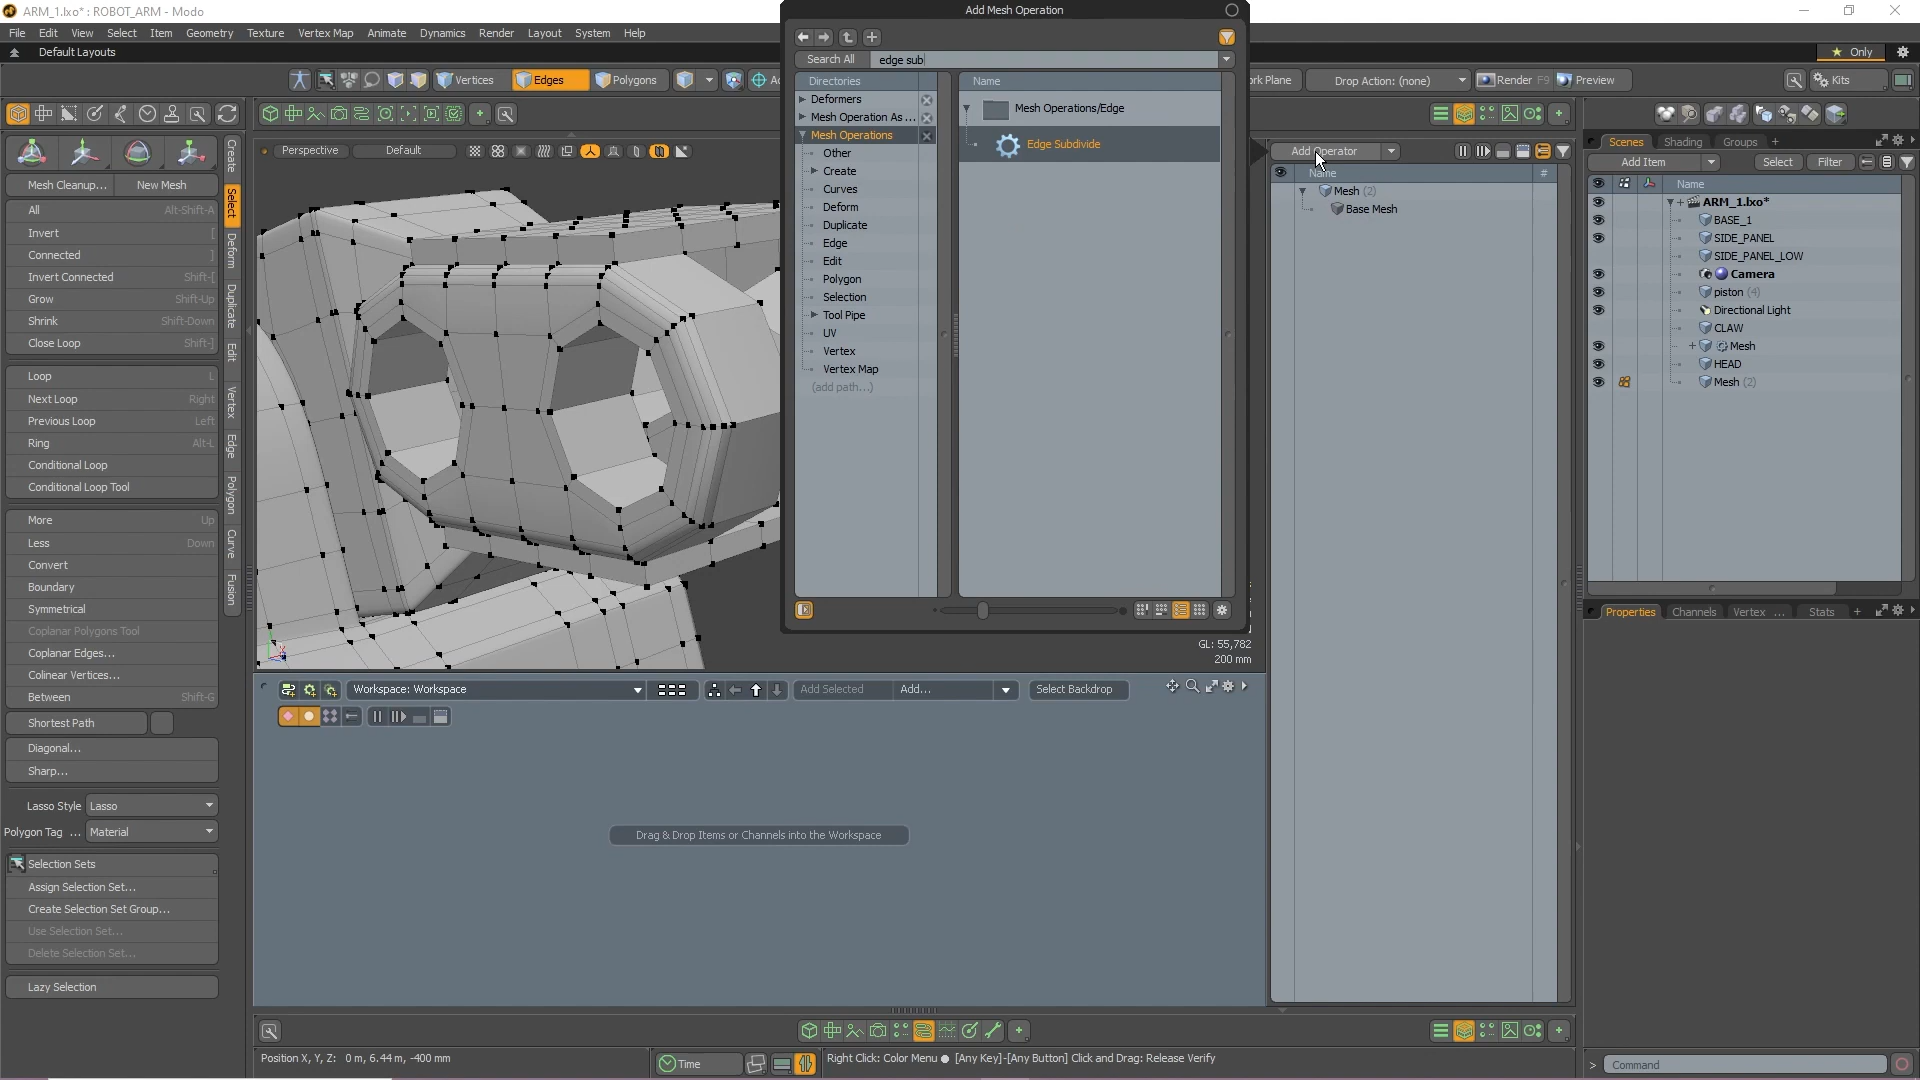 ARM_1.lxo* : ROBOT_ARM - Modo
File Edit View Select Item Geometry Texture Vertex Map Animate Dynamics Render Layout System Help
Default Layouts
Only
Vertices Edges Polygons
rk Plane Drop Action: (none) Render F9 Preview Kits
Perspective Default
Mesh Cleanup... New Mesh
All Alt-Shift-A
Invert [
Connected ]
Invert Connected Shift-[
Grow Shift-Up
Shrink Shift-Down
Close Loop Shift-]
Loop L
Next Loop Right
Previous Loop Left
Ring Alt-L
Conditional Loop
Conditional Loop Tool
More Up
Less Down
Convert
Boundary
Symmetrical
Coplanar Polygons Tool
Coplanar Edges...
Colinear Vertices...
Between Shift-G
Shortest Path
Diagonal...
Sharp...
Lasso Style Lasso
Polygon Tag ... Material
Selection Sets
Assign Selection Set...
Create Selection Set Group...
Use Selection Set...
Delete Selection Set...
Lazy Selection
Create
Select
Deform
Duplicate
Edit
Vertex
Edge
Polygon
Curve
Fusion
Add Mesh Operation
Search All edge sub
Directories
Deformers
Mesh Operation As ...
Mesh Operations
Other
Create
Curves
Deform
Duplicate
Edge
Edit
Polygon
Selection
Tool Pipe
UV
Vertex
Vertex Map
(add path...)
Name
Mesh Operations/Edge
Edge Subdivide
GL: 55,782
200 mm
Workspace: Workspace Add Selected Add... Select Backdrop
Drag & Drop Items or Channels into the Workspace
Add Operator
Name #
Mesh (2)
Base Mesh
Scenes Shading Groups +
Add Item Select Filter
Name
ARM_1.lxo*
BASE_1
SIDE_PANEL
SIDE_PANEL_LOW
Camera
piston (4)
Directional Light
CLAW
Mesh
HEAD
Mesh (2)
Properties Channels Vertex ... Stats +
Position X, Y, Z: 0 m, 6.44 m, -400 mm
Time
Right Click: Color Menu ● [Any Key]-[Any Button] Click and Drag: Release Verify
> Command